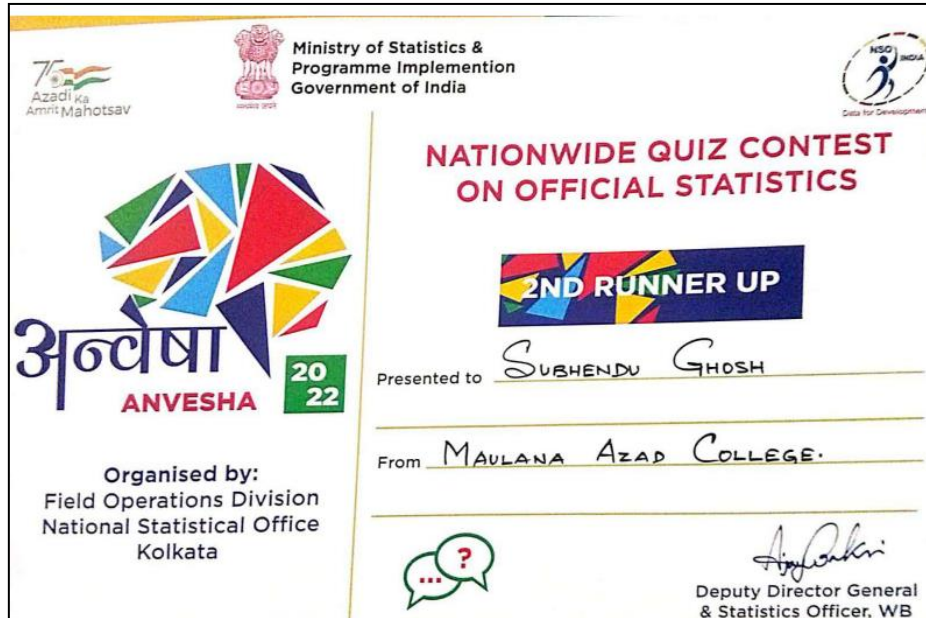 75
Azadi Ka
Amrit Mahotsav
Ministry of Statistics &
Programme Implemention
Government of India
NSO INDIA
Data for Development
अन्वेषा
ANVESHA
20
22
Organised by:
Field Operations Division
National Statistical Office
Kolkata
NATIONWIDE QUIZ CONTEST
ON OFFICIAL STATISTICS
2ND RUNNER UP
Presented to SUBHENDU GHOSH
From MAULANA AZAD COLLEGE.
... ?
Deputy Director General
& Statistics Officer, WB